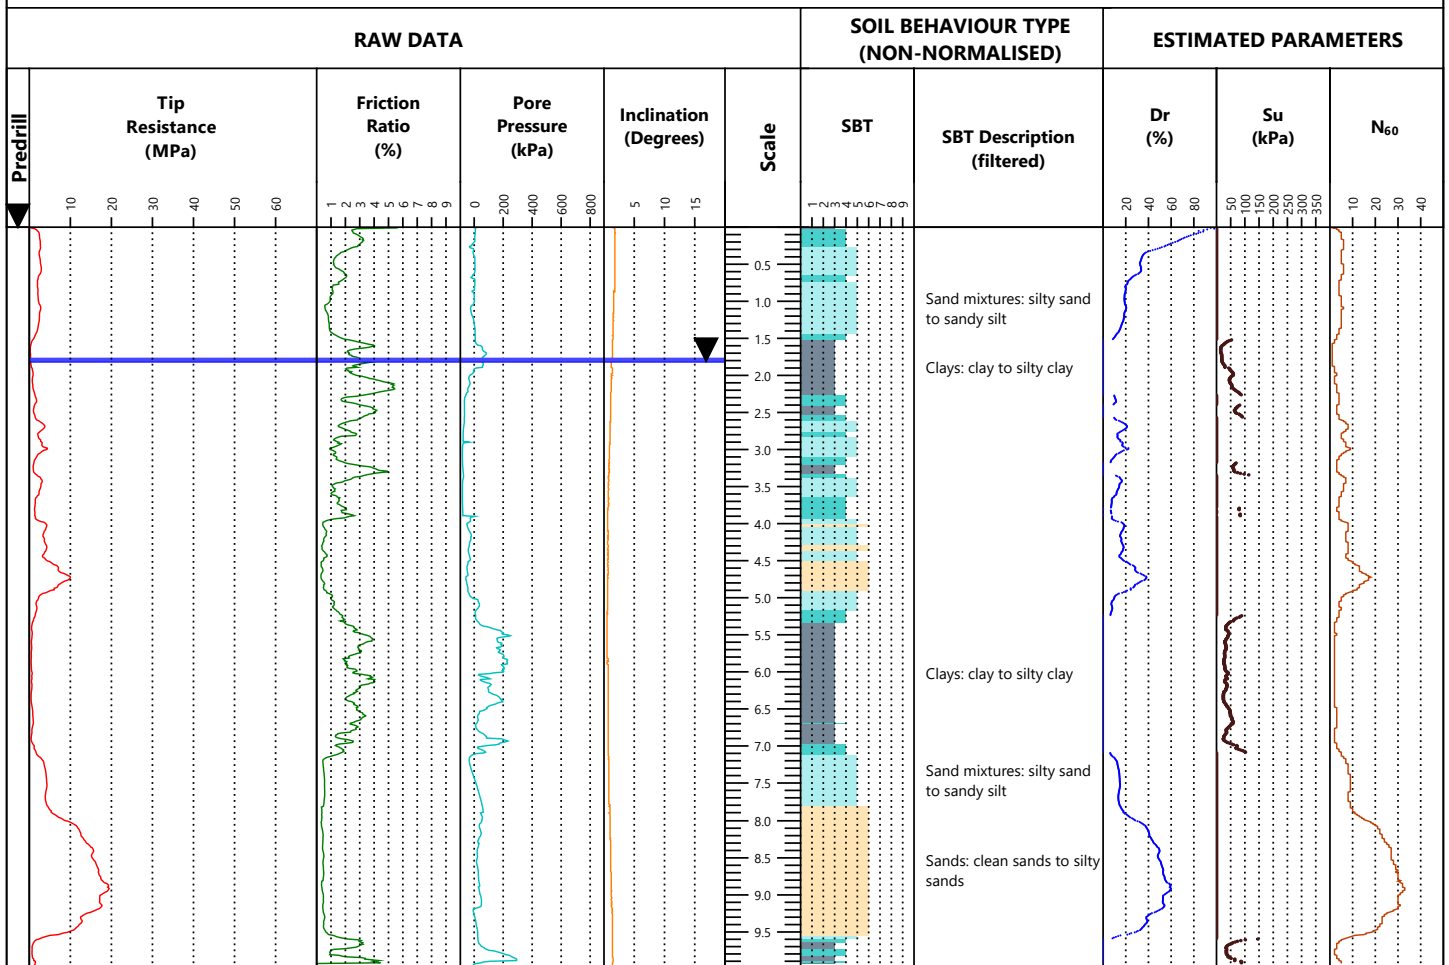 RAW DATA
SOIL BEHAVIOUR TYPE
(NON-NORMALISED)
ESTIMATED PARAMETERS
Predrill
Tip
Resistance
(MPa)
Friction
Ratio
(%)
Pore
Pressure
(kPa)
Inclination
(Degrees)
Scale
SBT
SBT Description
(filtered)
Dr
(%)
Su
(kPa)
N₆₀
10 20 30 40 50 60
1 2 3 4 5 6 7 8 9
0 200 400 600 800
5 10 15
1 2 3 4 5 6 7 8 9
20 40 60 80
50 100 150 200 250 300 350
10 20 30 40
0.5
1.0
Sand mixtures: silty sand
to sandy silt
1.5
Clays: clay to silty clay
2.0
2.5
3.0
3.5
4.0
4.5
5.0
5.5
6.0
Clays: clay to silty clay
6.5
7.0
Sand mixtures: silty sand
to sandy silt
7.5
8.0
8.5
Sands: clean sands to silty
sands
9.0
9.5